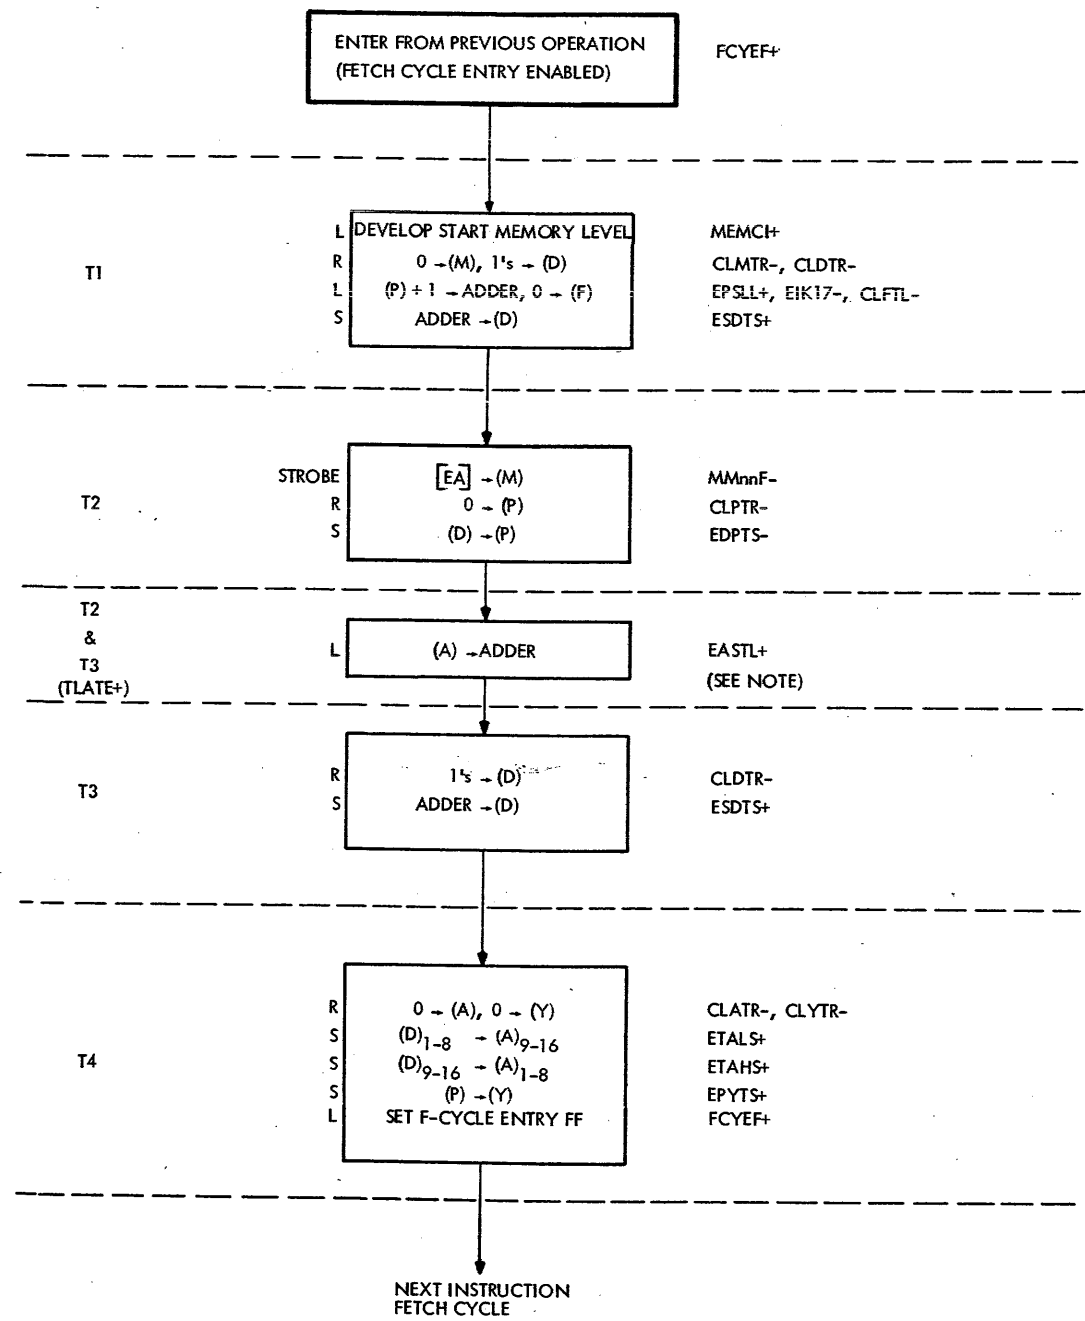 ENTER FROM PREVIOUS OPERATION
(FETCH CYCLE ENTRY ENABLED)
FCYEF+
T1
L DEVELOP START MEMORY LEVEL MEMCI+
R 0→(M), 1's→(D) CLMTR-, CLDTR-
L (P)+1→ADDER, 0→(F) EPSLL+, EIK17-, CLFTL-
S ADDER→(D) ESDTS+
T2
STROBE [EA]→(M) MMnnF-
R 0→(P) CLPTR-
S (D)→(P) EDPTS-
T2
&
T3
(TLATE+)
L (A)→ADDER EASTL+
(SEE NOTE)
T3
R 1's→(D) CLDTR-
S ADDER→(D) ESDTS+
T4
R 0→(A), 0→(Y) CLATR-, CLYTR-
S (D)1-8 →(A)9-16 ETALS+
S (D)9-16→(A)1-8 ETAHS+
S (P)→(Y) EPYTS+
L SET F-CYCLE ENTRY FF FCYEF+
NEXT INSTRUCTION
FETCH CYCLE